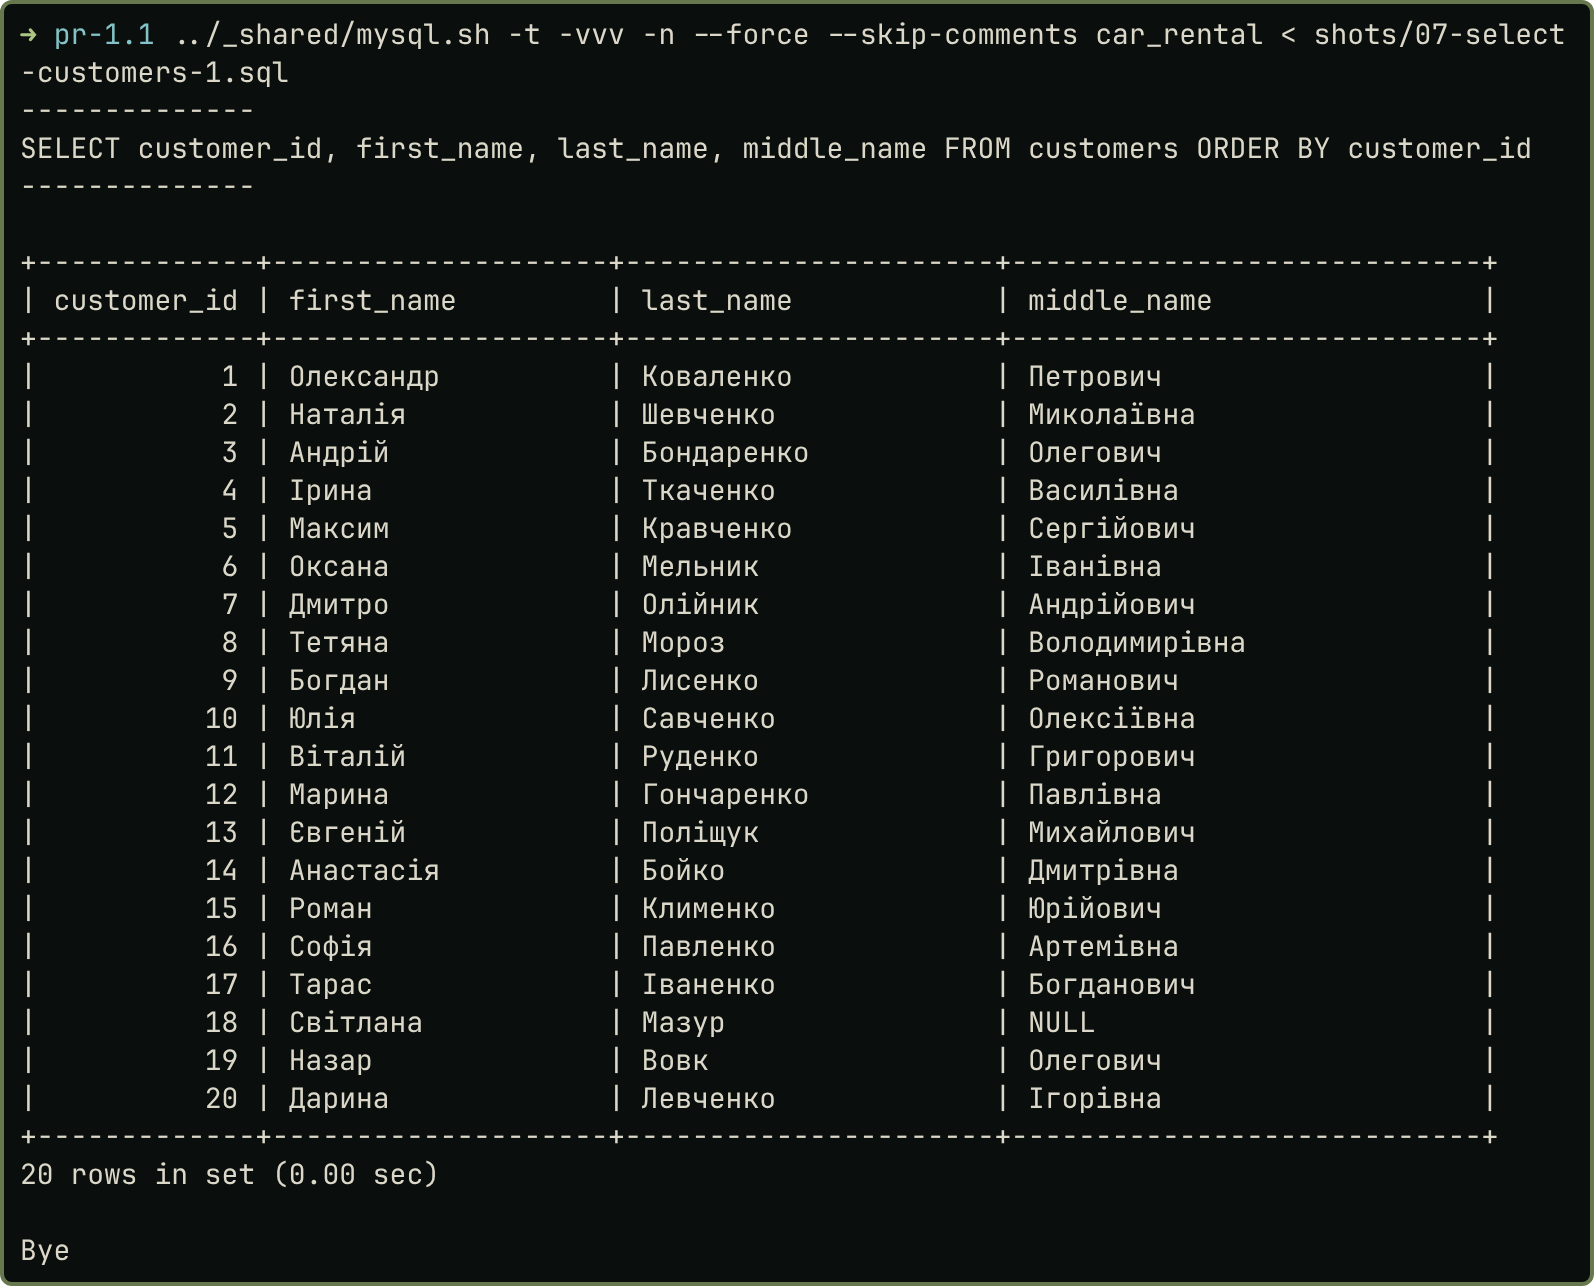 ➜ pr-1.1 ../_shared/mysql.sh -t -vvv -n --force --skip-comments car_rental < shots/07-select
-customers-1.sql
--------------
SELECT customer_id, first_name, last_name, middle_name FROM customers ORDER BY customer_id
--------------

+-------------+--------------------+----------------------+----------------------------+
| customer_id | first_name         | last_name            | middle_name                |
+-------------+--------------------+----------------------+----------------------------+
|           1 | Олександр          | Коваленко            | Петрович                   |
|           2 | Наталія            | Шевченко             | Миколаївна                 |
|           3 | Андрій             | Бондаренко           | Олегович                   |
|           4 | Ірина              | Ткаченко             | Василівна                  |
|           5 | Максим             | Кравченко            | Сергійович                 |
|           6 | Оксана             | Мельник              | Іванівна                   |
|           7 | Дмитро             | Олійник              | Андрійович                 |
|           8 | Тетяна             | Мороз                | Володимирівна              |
|           9 | Богдан             | Лисенко              | Романович                  |
|          10 | Юлія               | Савченко             | Олексіївна                 |
|          11 | Віталій            | Руденко              | Григорович                 |
|          12 | Марина             | Гончаренко           | Павлівна                   |
|          13 | Євгеній            | Поліщук              | Михайлович                 |
|          14 | Анастасія          | Бойко                | Дмитрівна                  |
|          15 | Роман              | Клименко             | Юрійович                   |
|          16 | Софія              | Павленко             | Артемівна                  |
|          17 | Тарас              | Іваненко             | Богданович                 |
|          18 | Світлана           | Мазур                | NULL                       |
|          19 | Назар              | Вовк                 | Олегович                   |
|          20 | Дарина             | Левченко             | Ігорівна                   |
+-------------+--------------------+----------------------+----------------------------+
20 rows in set (0.00 sec)

Bye